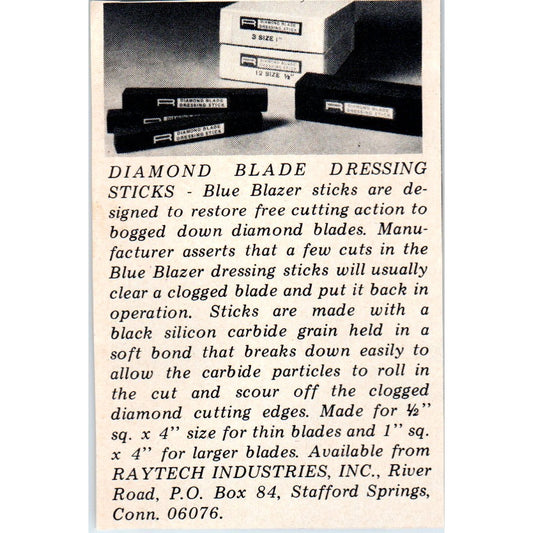 DIAMOND BLADE
DRESSING STICK
3 SIZE 1"
DIAMOND BLADE
DRESSING STICK
12 SIZE ½"
DIAMOND BLADE
DRESSING STICK
DIAMOND BLADE
DRESSING STICK
DIAMOND BLADE
DRESSING STICK
DIAMOND BLADE DRESSING
STICKS - Blue Blazer sticks are de-
signed to restore free cutting action to
bogged down diamond blades. Manu-
facturer asserts that a few cuts in the
Blue Blazer dressing sticks will usually
clear a clogged blade and put it back in
operation. Sticks are made with a
black silicon carbide grain held in a
soft bond that breaks down easily to
allow the carbide particles to roll in
the cut and scour off the clogged
diamond cutting edges. Made for ½"
sq. x 4" size for thin blades and 1" sq.
x 4" for larger blades. Available from
RAYTECH INDUSTRIES, INC., River
Road, P.O. Box 84, Stafford Springs,
Conn. 06076.